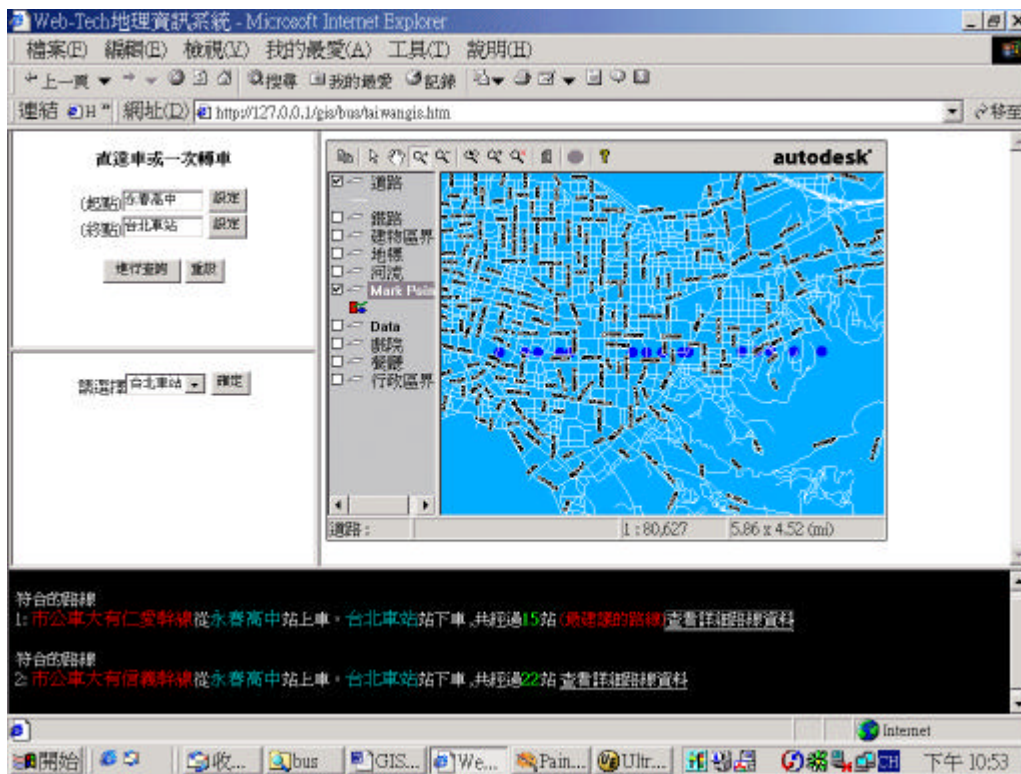 Web-Tech地理資訊系統 - Microsoft Internet Explorer
檔案(F) 編輯(E) 檢視(V) 我的最愛(A) 工具(T) 說明(H)
上一頁 搜尋 我的最愛 記錄
連結 H » 網址(D) http://127.0.0.1/gis/bus/taiwangis.htm 移至
直達車或一次轉車
(起點) 永春高中 設定
(終點) 台北車站 設定
進行查詢 重設
請選擇 台北車站 確定
autodesk
道路
鐵路
建物區界
地標
河流
Mark Poin
Data
戲院
餐廳
行政區界
道路 : 1 : 80,627 5.86 x 4.52 (mi)
符合的路線
1: 市公車大有仁愛幹線從永春高中站上車。台北車站站下車,共經過15站 (最建議的路線)查看詳細路線資料
符合的路線
2: 市公車大有信義幹線從永春高中站上車。台北車站站下車,共經過22站 查看詳細路線資料
Internet
開始 收... bus GIS... We... Pain... Ultr... CH 下午 10:53